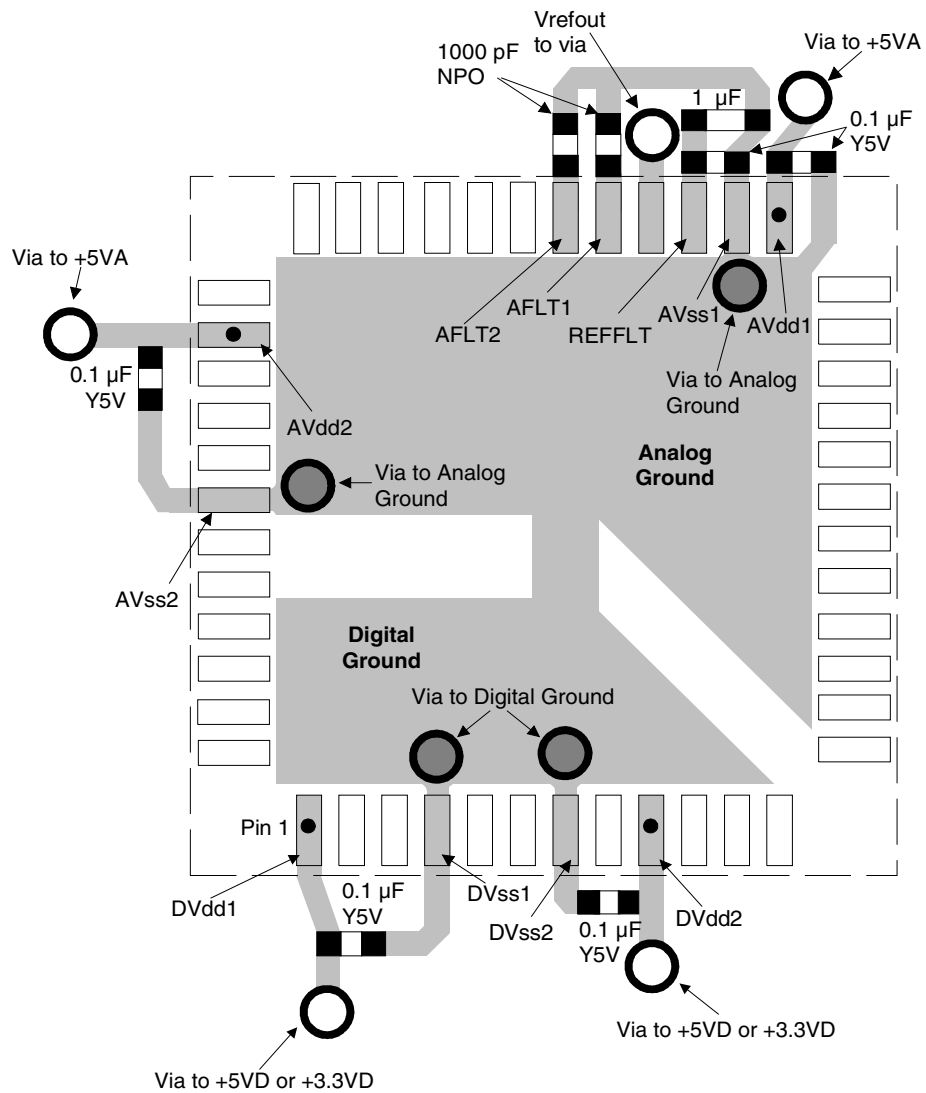 Vrefout
to via
Via to +5VA
1000 pF
NPO
1 µF
0.1 µF
Y5V
Via to +5VA
AFLT2
AFLT1
REFFLT
AVss1
AVdd1
0.1 µF
Y5V
Via to Analog
Ground
AVdd2
Analog
Ground
Via to Analog
Ground
AVss2
Digital
Ground
Via to Digital Ground
Pin 1
DVdd1
0.1 µF
Y5V
DVss1
DVss2
0.1 µF
Y5V
DVdd2
Via to +5VD or +3.3VD
Via to +5VD or +3.3VD